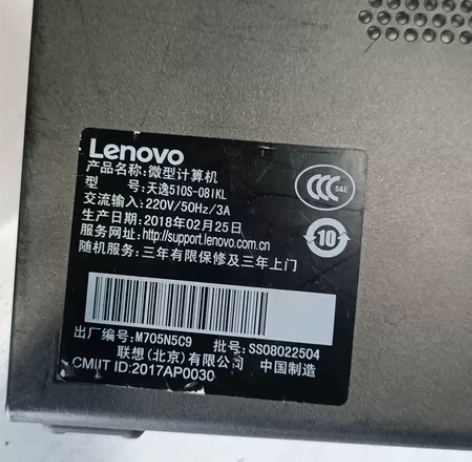 Lenovo
产品名称:微型计算机
型 号:天逸510S-08IKL
交流输入:220V/50Hz/3A
生产日期:2018年02月25日
服务网址:http://support.lenovo.com.cn
随机服务:三年有限保修及三年上门
CCC S&E
10
出厂编号:M705N5C9 批号:SS08022504
联想(北京)有限公司 中国制造
CMIIT ID:2017AP0030